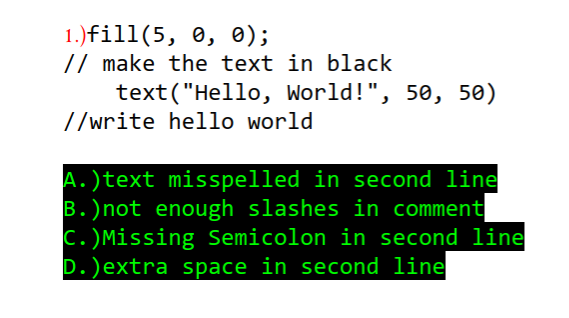 1.)fill(5, 0, 0);
// make the text in black
text("Hello, World!", 50, 50)
//write hello world
A.)text misspelled in second line
B.)not enough slashes in comment
C.)Missing Semicolon in second line
D.)extra space in second line